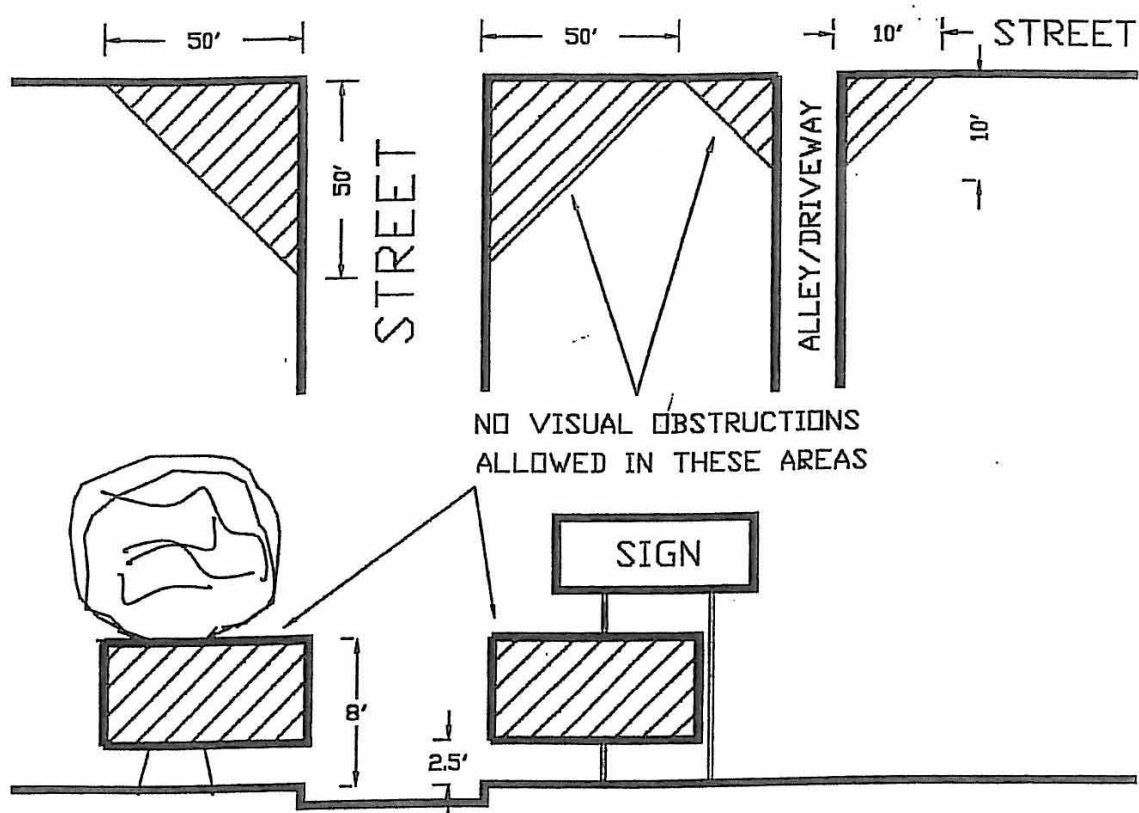 50'
50'
10'
STREET
50'
STREET
ALLEY/DRIVEWAY
10'
NO VISUAL OBSTRUCTIONS
ALLOWED IN THESE AREAS
SIGN
8'
2.5'